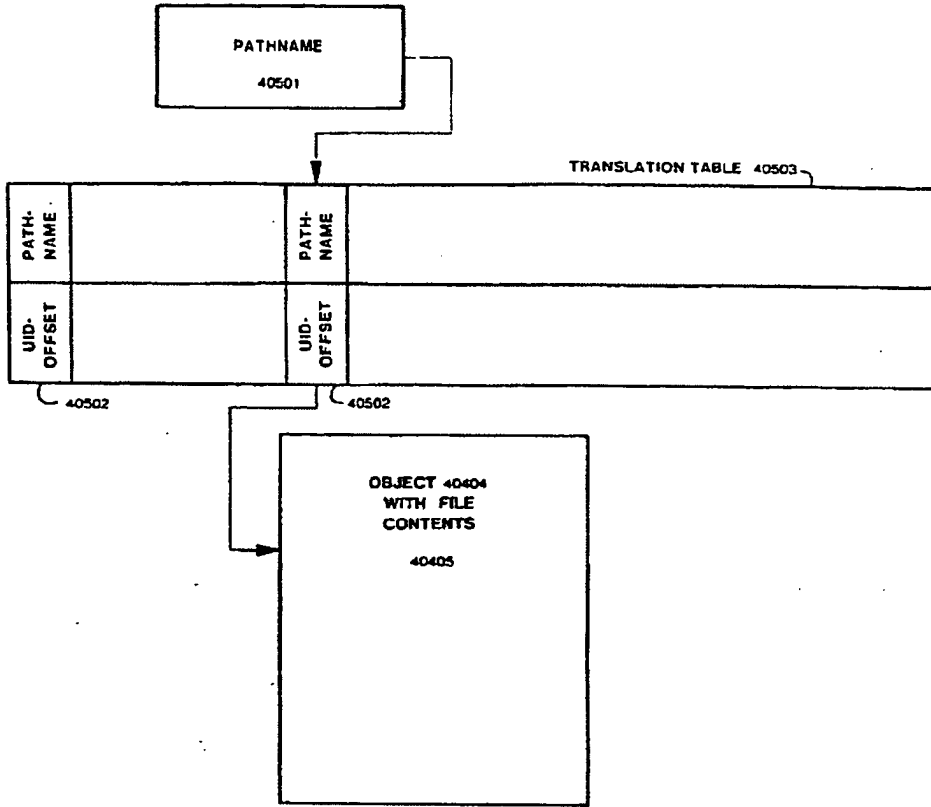 PATHNAME
40501
TRANSLATION TABLE 40503
PATH-
NAME
PATH-
NAME
UID-
OFFSET
UID-
OFFSET
40502
40502
OBJECT 40404
WITH FILE
CONTENTS
40405